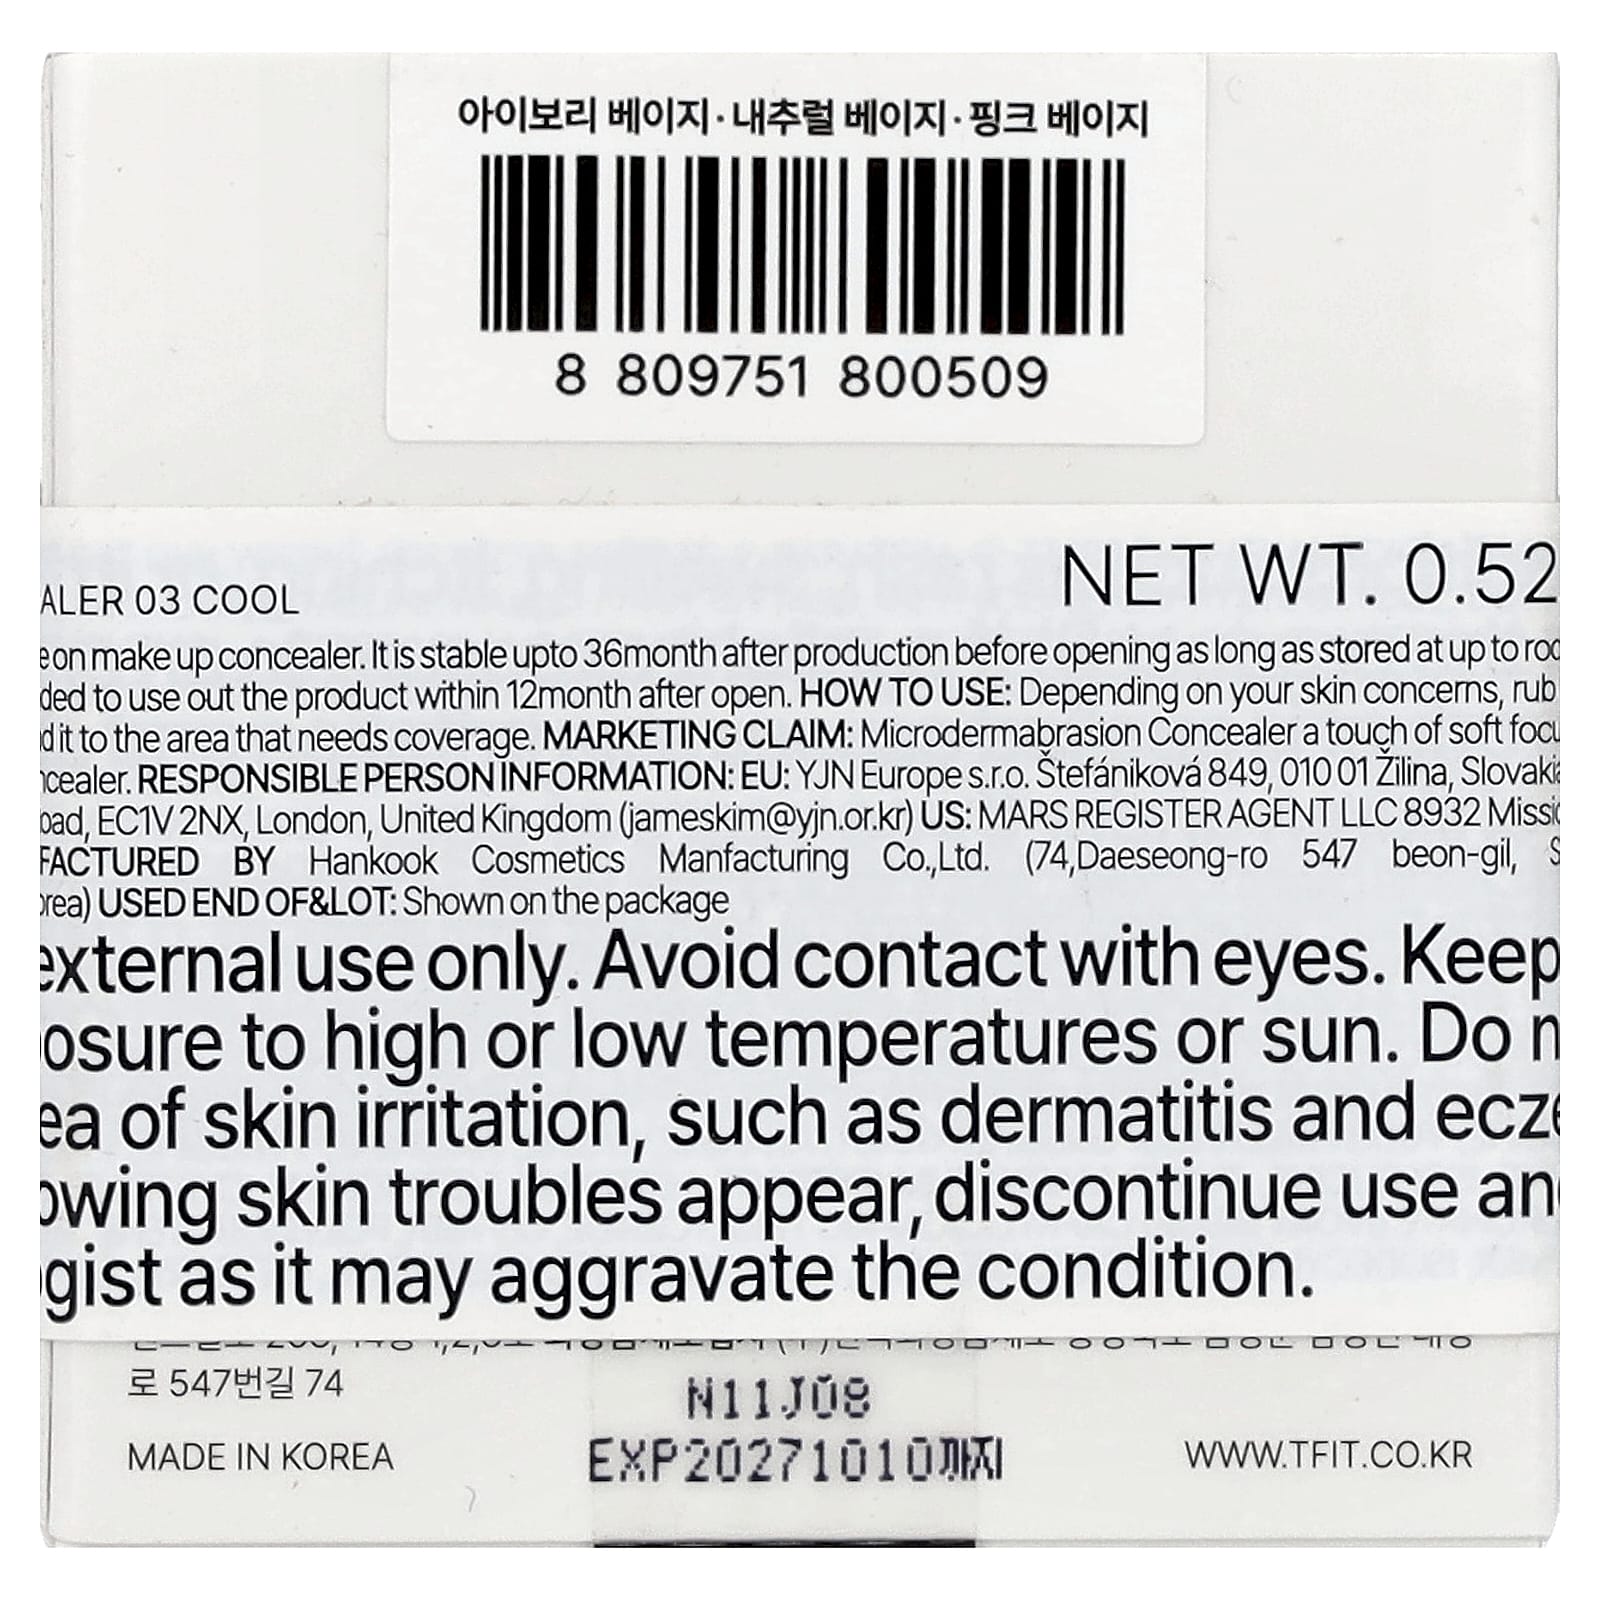 아이보리 베이지·내추럴 베이지·핑크 베이지
8 809751 800509
NET WT. 0.52
ALER 03 COOL
e on make up concealer. It is stable upto 36month after production before opening as long as stored at up to roo
ded to use out the product within 12month after open. HOW TO USE: Depending on your skin concerns, rub
d it to the area that needs coverage. MARKETING CLAIM: Microdermabrasion Concealer a touch of soft focu
ncealer. RESPONSIBLE PERSON INFORMATION: EU: YJN Europe s.r.o. Štefániková 849, 010 01 Žilina, Slovakia
oad, EC1V 2NX, London, United Kingdom (jameskim@yjn.or.kr) US: MARS REGISTER AGENT LLC 8932 Missio
FACTURED BY Hankook Cosmetics Manfacturing Co.,Ltd. (74,Daeseong-ro 547 beon-gil, S
orea) USED END OF&LOT: Shown on the package
external use only. Avoid contact with eyes. Keep
osure to high or low temperatures or sun. Do n
ea of skin irritation, such as dermatitis and ecze
owing skin troubles appear, discontinue use an
gist as it may aggravate the condition.
로 547번길 74
N11J08
MADE IN KOREA
EXP20271010까지
WWW.TFIT.CO.KR